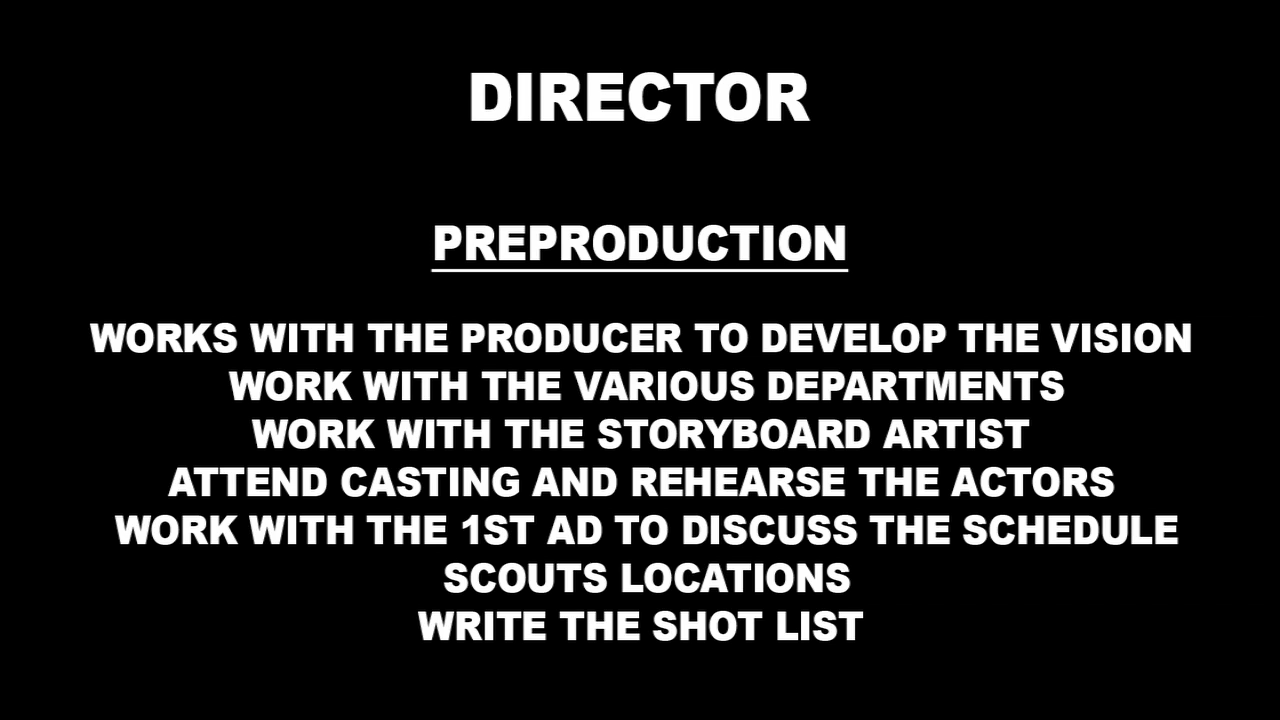 DIRECTOR
PREPRODUCTION
WORKS WITH THE PRODUCER TO DEVELOP THE VISION
WORK WITH THE VARIOUS DEPARTMENTS
WORK WITH THE STORYBOARD ARTIST
ATTEND CASTING AND REHEARSE THE ACTORS
WORK WITH THE 1ST AD TO DISCUSS THE SCHEDULE
SCOUTS LOCATIONS
WRITE THE SHOT LIST